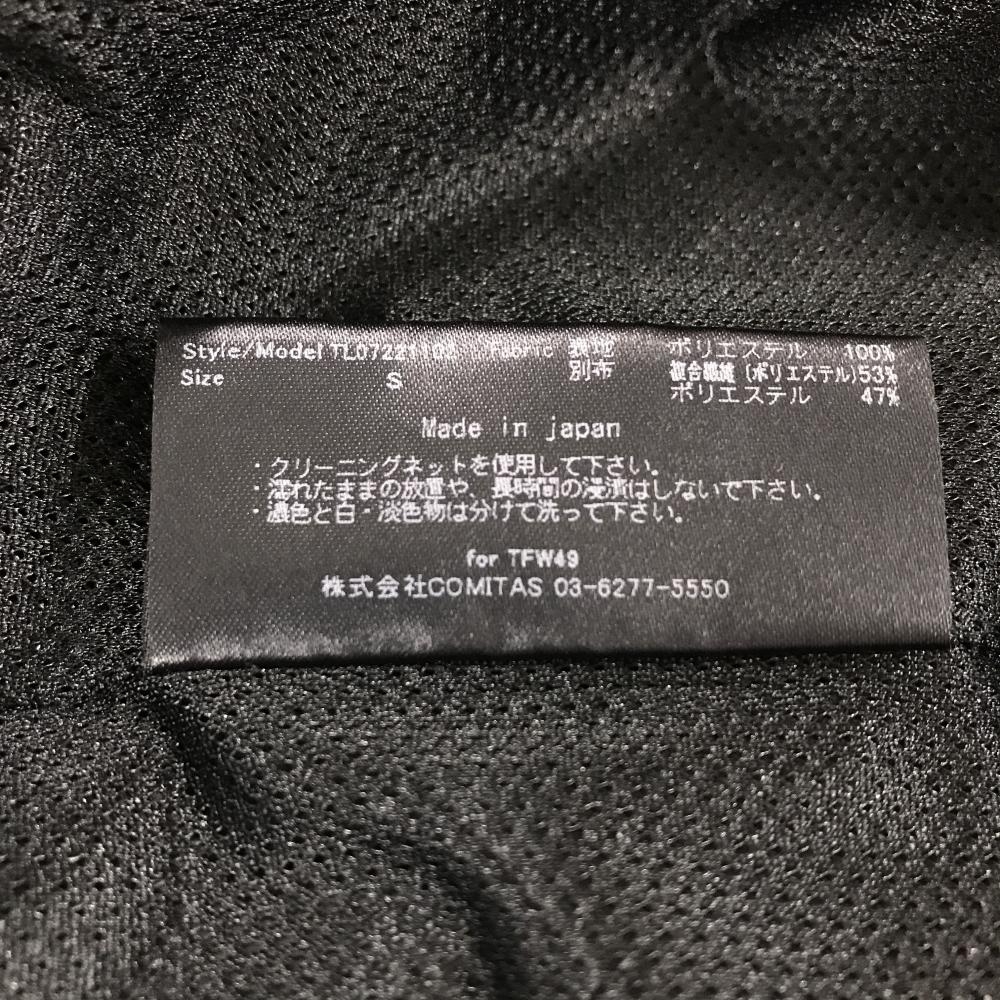 Style/Model TL07221102 Fabric 表地 ポリエステル 100%
Size S 別布 複合繊維(ポリエステル)53%
ポリエステル 47%
Made in japan
・クリーニングネットを使用して下さい。
・濡れたままの放置や、長時間の浸漬はしないで下さい。
・濃色と白・淡色物は分けて洗って下さい。
for TFW49
株式会社COMITAS 03-6277-5550